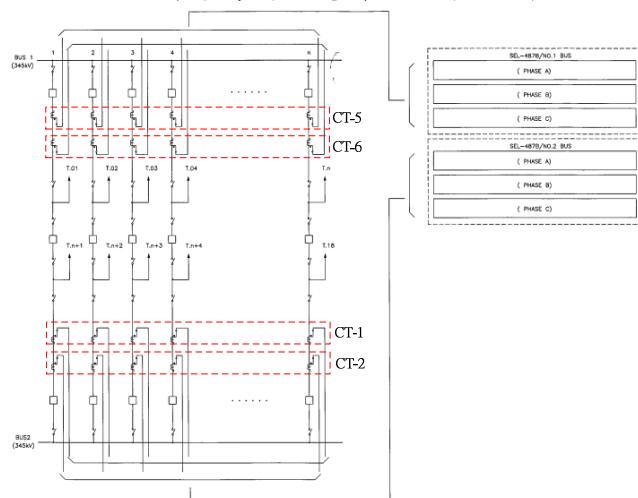 1 2 3 4 n
BUS 1
(345kV)
CT-5
CT-6
T.01 T.02 T.03 T.04 T.n
T.n+1 T.n+2 T.n+3 T.n+4 T.18
CT-1
CT-2
BUS2
(345kV)
SEL-487B/NO.1 BUS
( PHASE A)
( PHASE B)
( PHASE C)
SEL-487B/NO.2 BUS
( PHASE A)
( PHASE B)
( PHASE C)